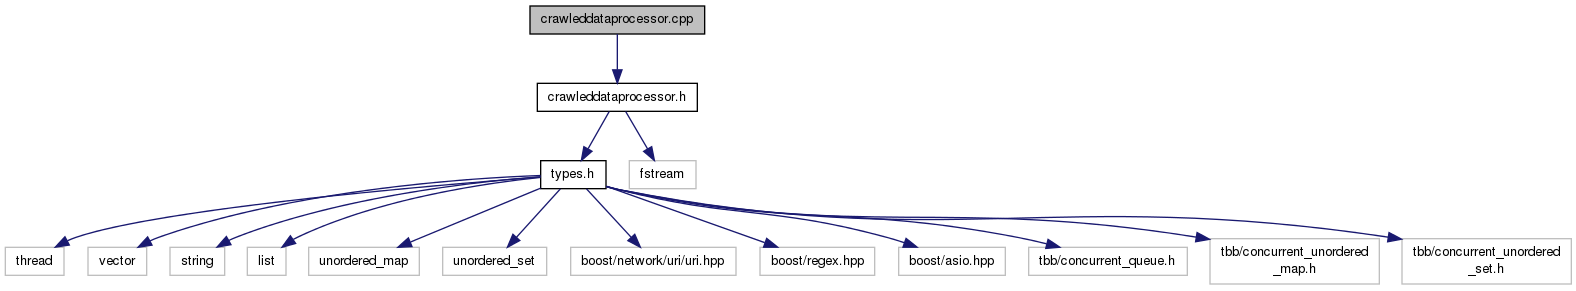 crawleddataprocessor.cpp
crawleddataprocessor.h
types.h
fstream
thread
vector
string
list
unordered_map
unordered_set
boost/network/uri/uri.hpp
boost/regex.hpp
boost/asio.hpp
tbb/concurrent_queue.h
tbb/concurrent_unordered
_map.h
tbb/concurrent_unordered
_set.h